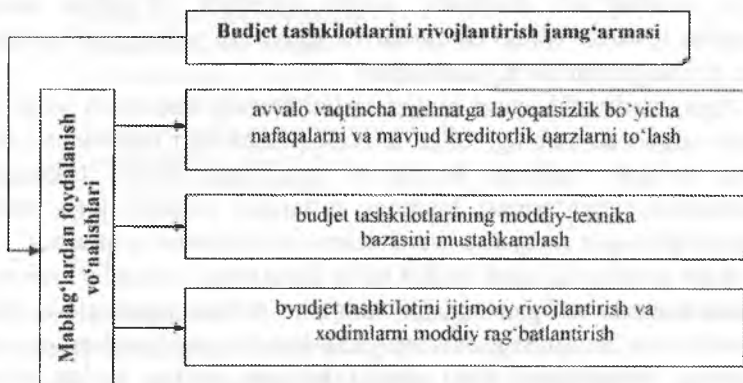 Budjet tashkilotlarini rivojlantirish jamg‘armasi
Mablag‘lardan foydalanish
yo‘nalishlari
avvalo vaqtincha mehnatga layoqatsizlik bo‘yicha
nafaqalarni va mavjud kreditorlik qarzlarni to‘lash
budjet tashkilotlarining moddiy-texnika
bazasini mustahkamlash
byudjet tashkilotini ijtimoiy rivojlantirish va
xodimlarni moddiy rag‘batlantirish